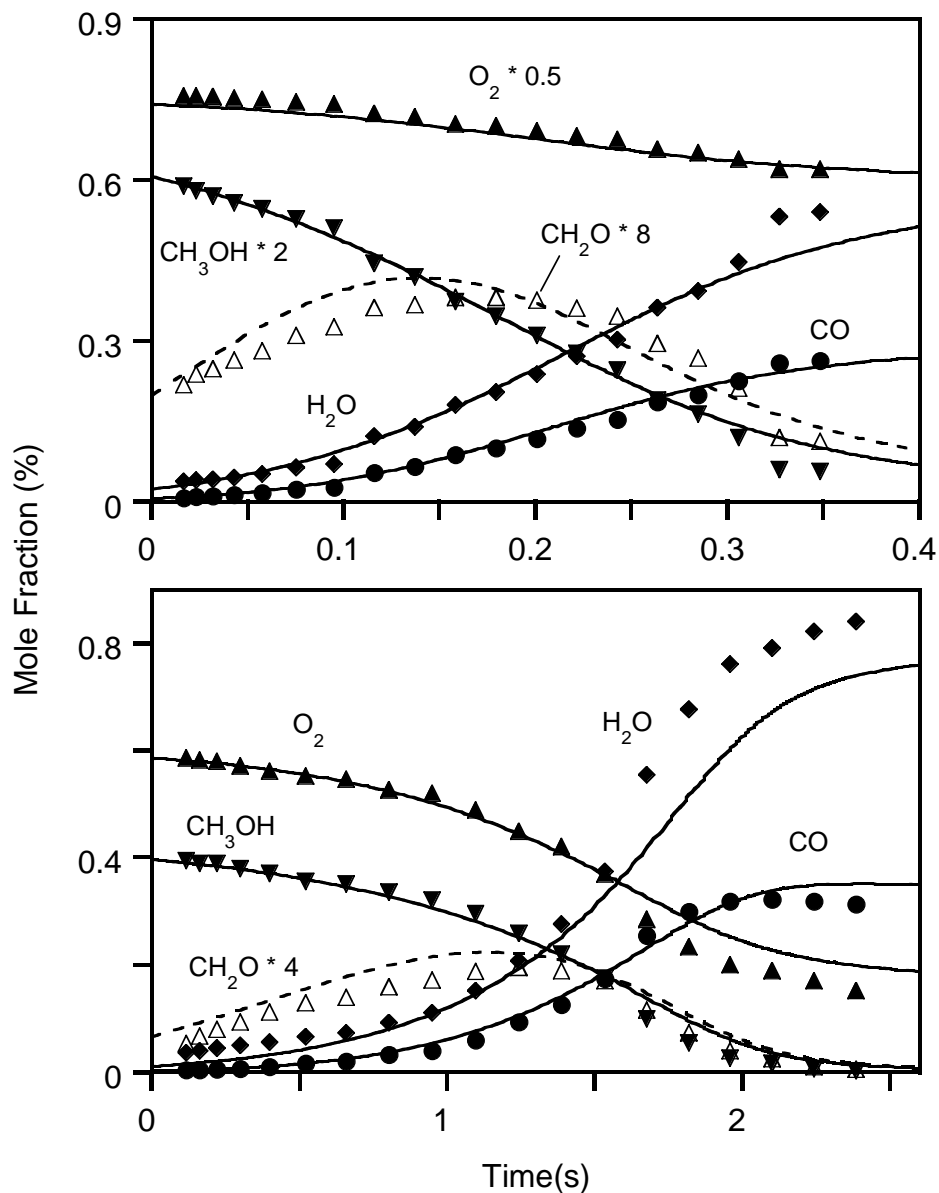 0.9
O2 * 0.5
0.6
CH3OH * 2
CH2O * 8
0.3
CO
H2O
0
0 0.1 0.2 0.3 0.4
Mole Fraction (%)
0.8
O2
H2O
CH3OH
CO
0.4
CH2O * 4
0
0 1 2
Time(s)